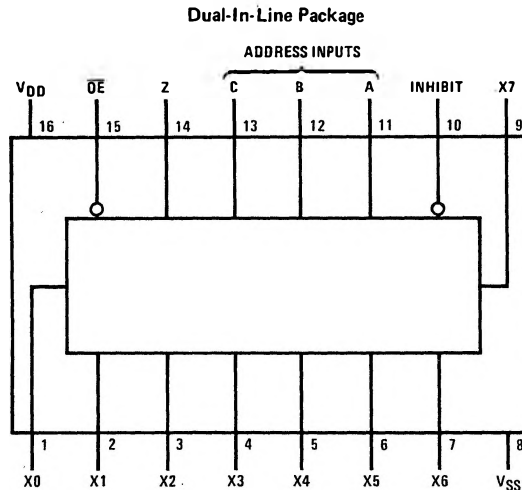 Dual-In-Line Package
ADDRESS INPUTS
VDD OE Z C B A INHIBIT X7
16 15 14 13 12 11 10 9
1 2 3 4 5 6 7 8
X0 X1 X2 X3 X4 X5 X6 VSS